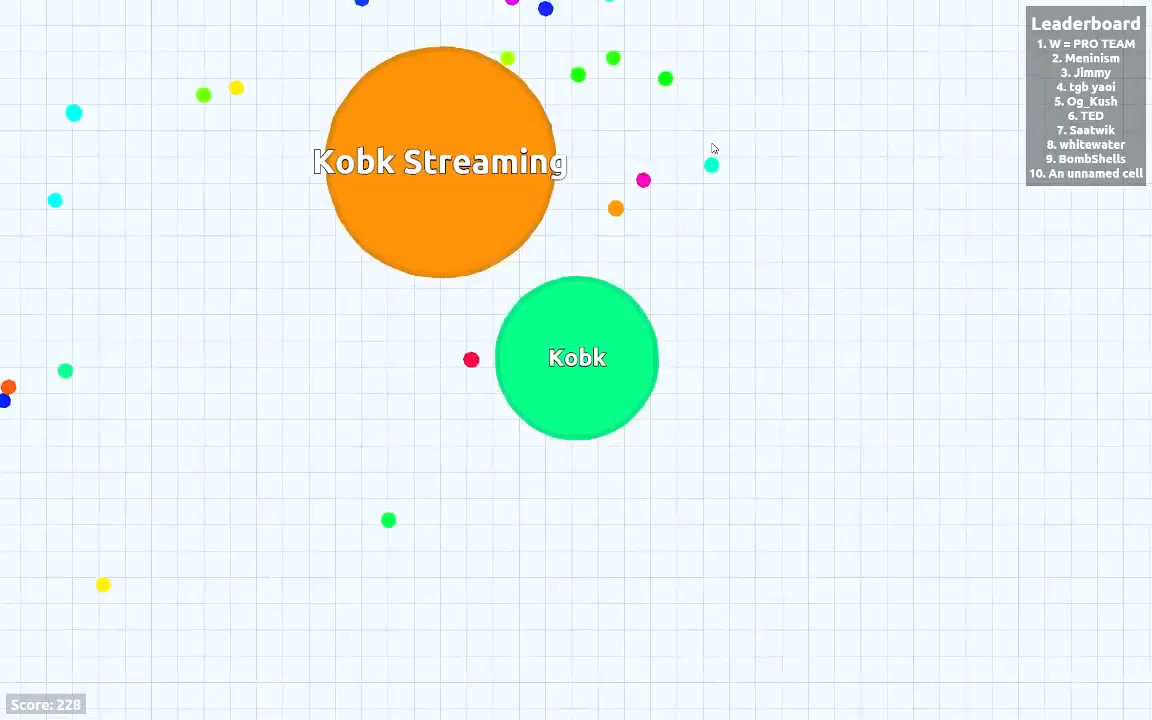 Leaderboard
1. W = PRO TEAM
2. Meninism
3. Jimmy
4. tgb yaoi
5. Og_Kush
6. TED
7. Saatwik
8. whitewater
9. BombShells
10. An unnamed cell
Kobk Streaming
Kobk
Score: 228